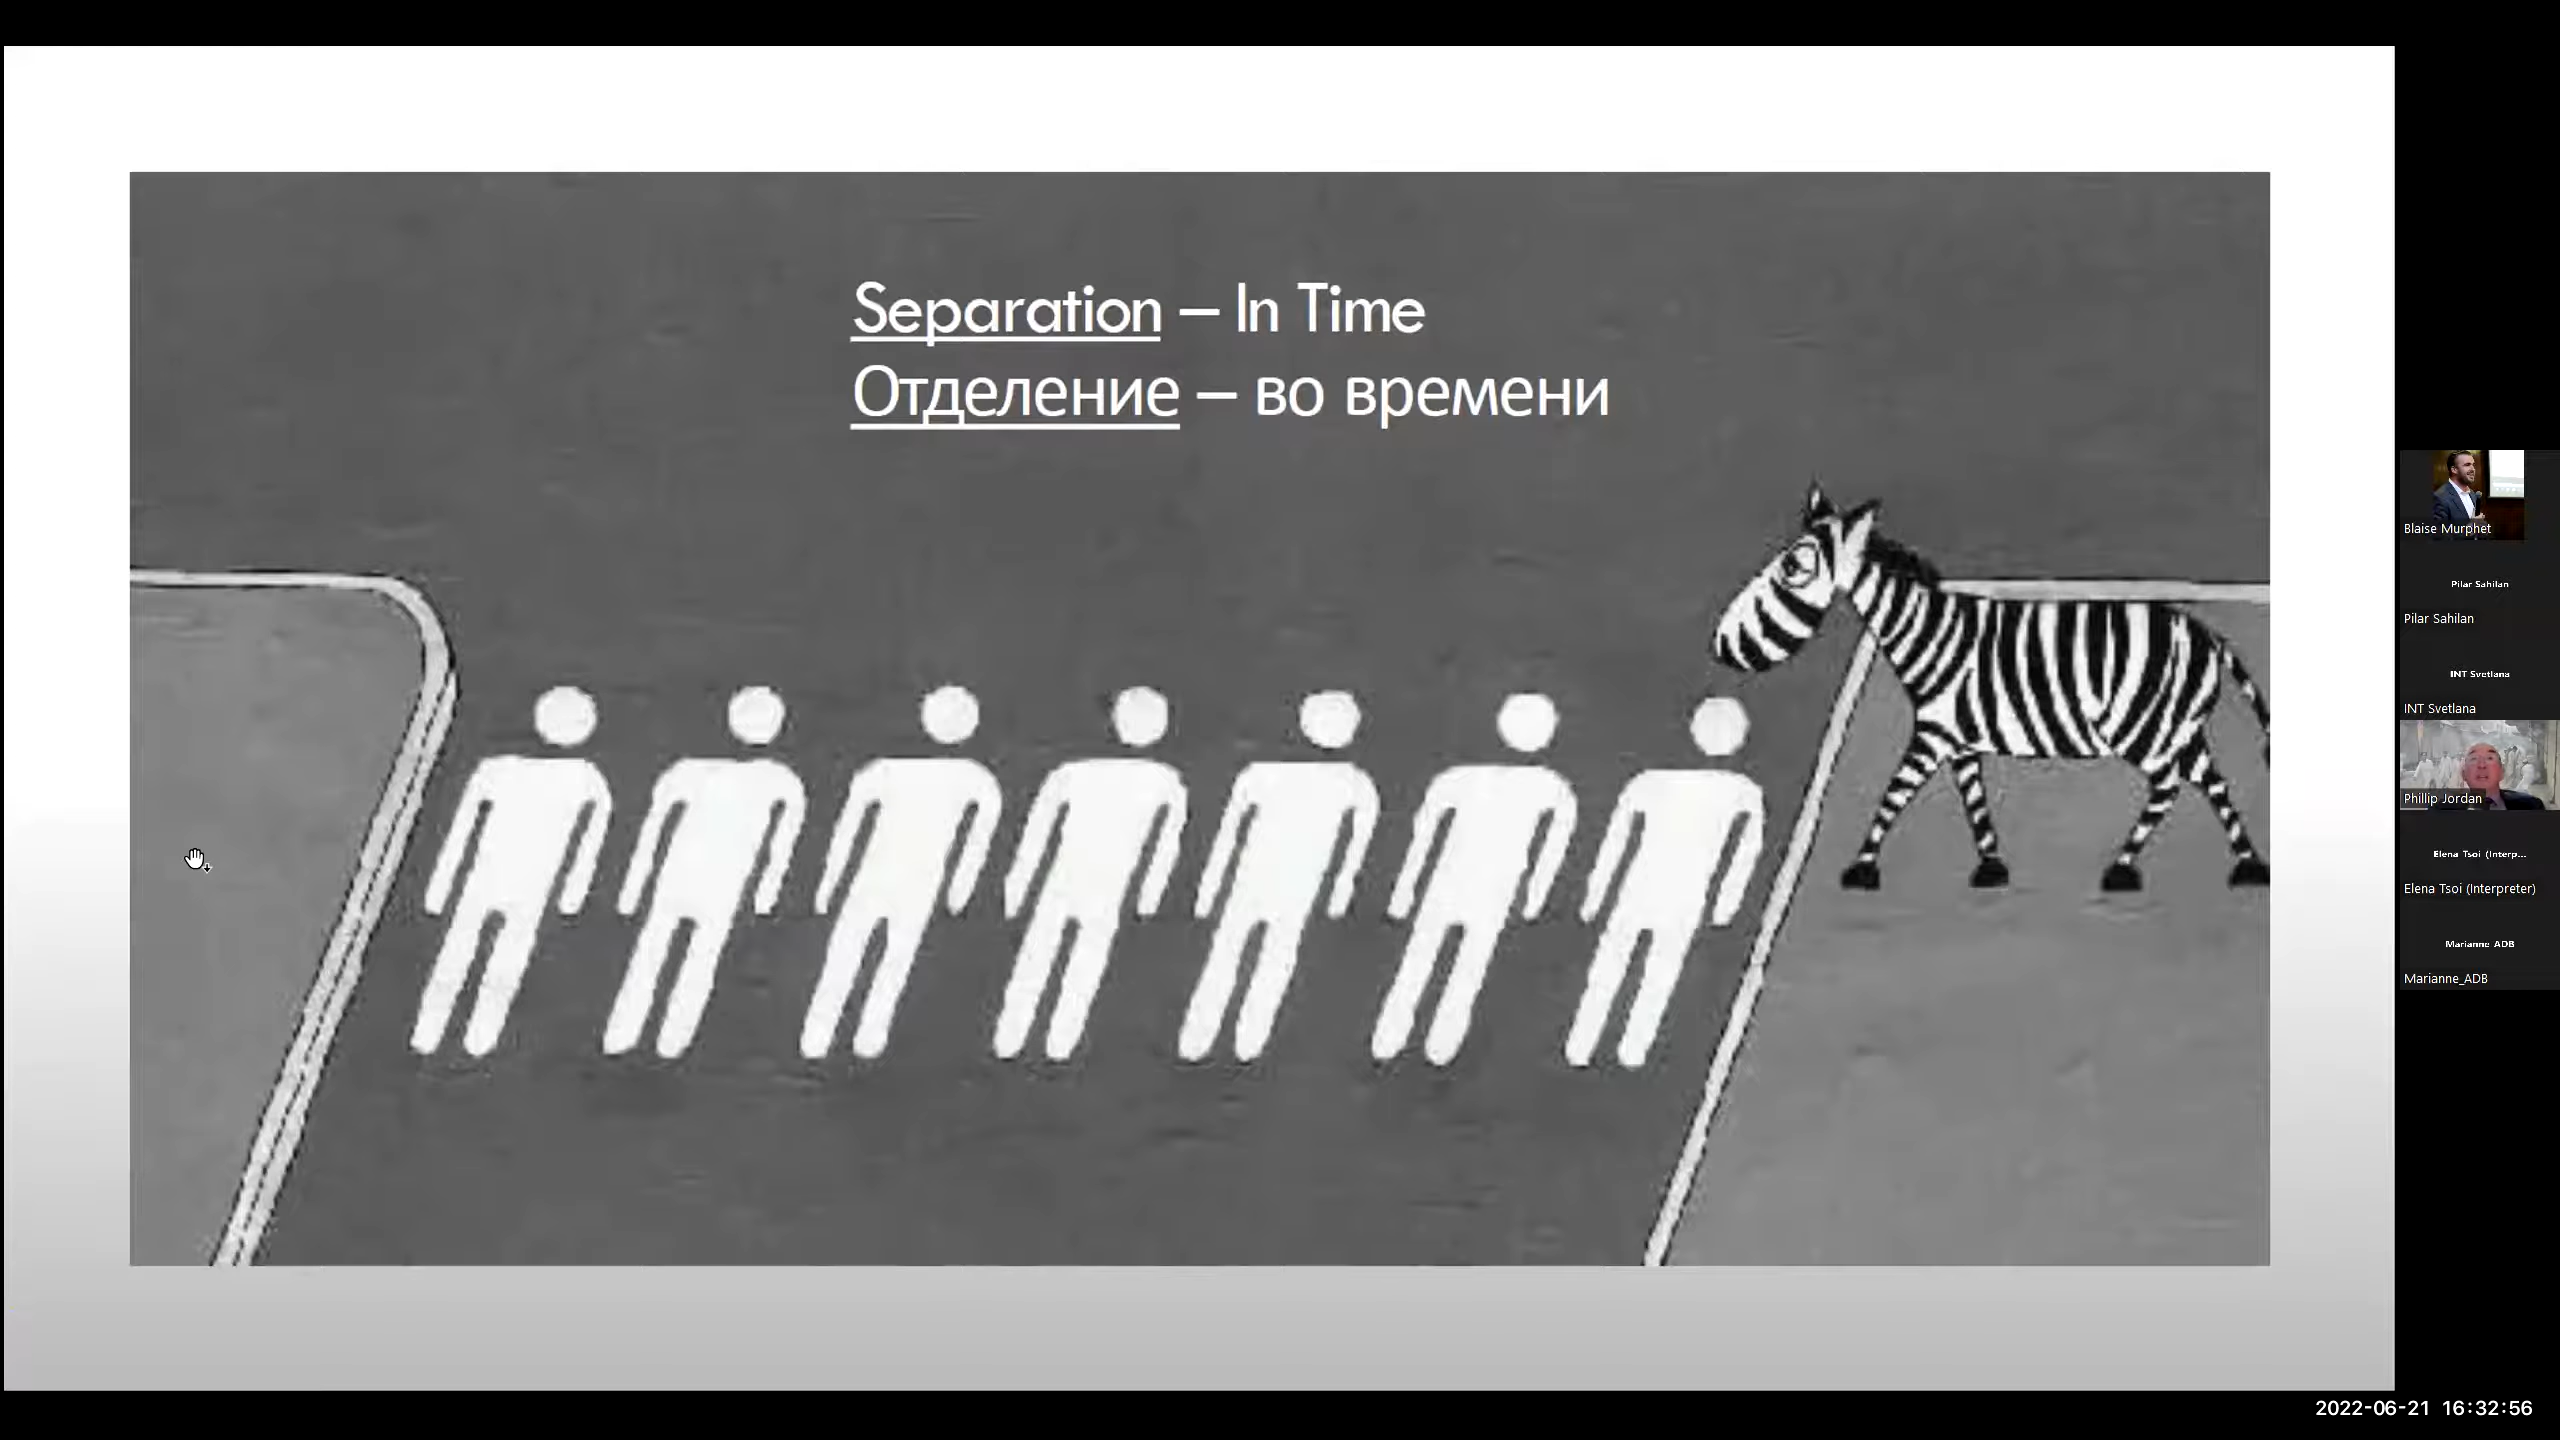 Separation – In Time
Отделение – во времени
Blaise Murphet
Pilar Sahilan
Pilar Sahilan
INT Svetlana
INT Svetlana
Phillip Jordan
Elena Tsoi (Interp...
Elena Tsoi (Interpreter)
Marianne ADB
Marianne_ADB
2022-06-21 16:32:56